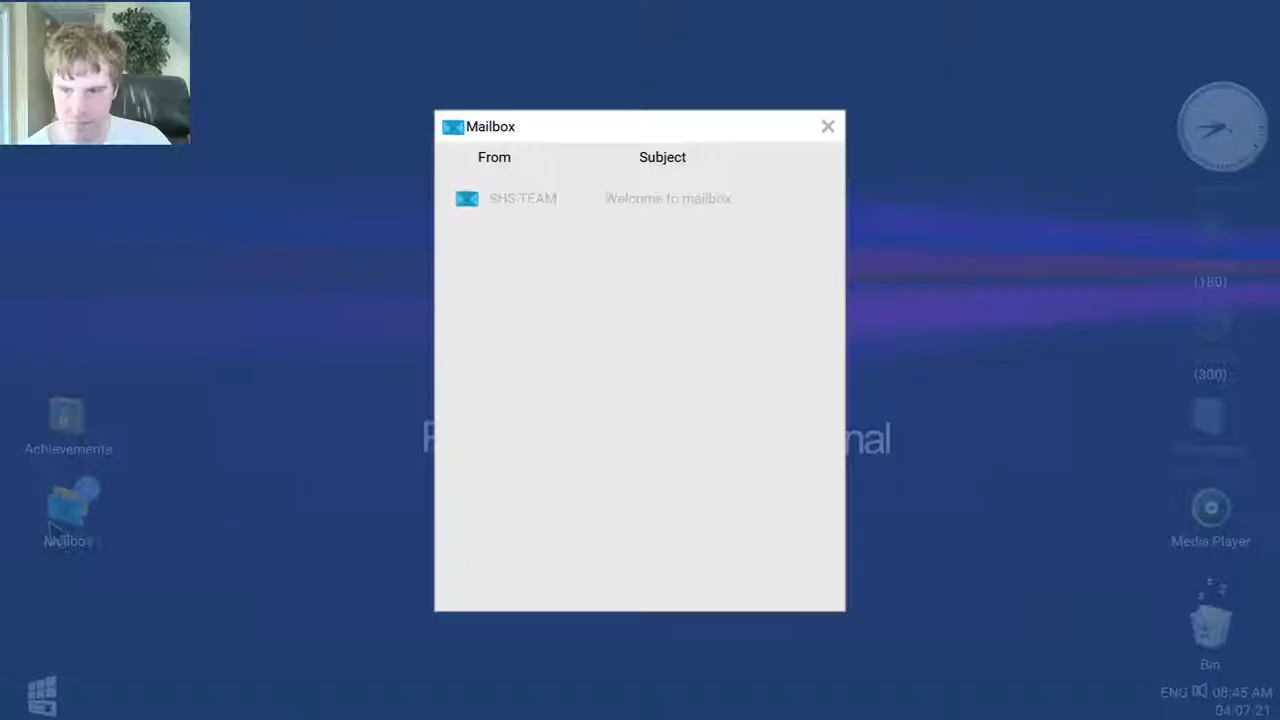 Mailbox
From Subject
SHS TEAM Welcome to mailbox
(180)
(300)
nal
Achievements
Mailbox
Media Player
Bin
ENG 08:45 AM
04.07.21